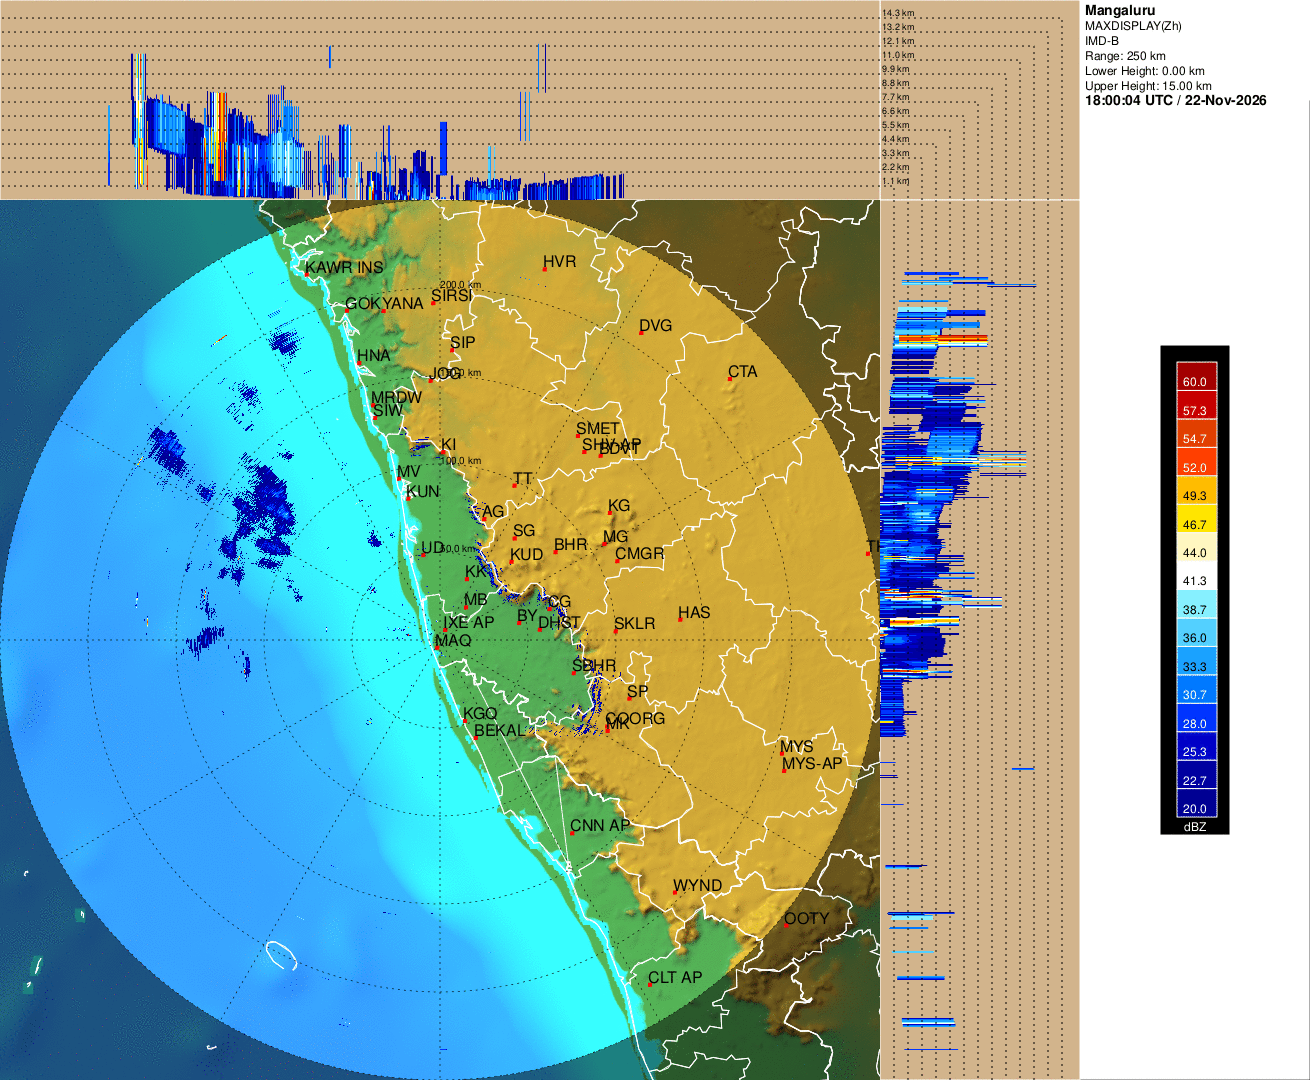 Mangaluru
MAXDISPLAY(Zh)
IMD-B
Range: 250 km
Lower Height: 0.00 km
Upper Height: 15.00 km
18:00:04 UTC / 22-Nov-2026
14.3 km
13.2 km
12.1 km
11.0 km
9.9 km
8.8 km
7.7 km
6.6 km
5.5 km
4.4 km
3.3 km
2.2 km
1.1 km
KAWR INS
HVR
200.0 km
SIRSI
GOKYANA
DVG
SIP
HNA
JOG
CTA
MRDW
SIW
SMET
KI
SHV-AP
BDVT
100.0 km
MV
TT
KUN
AG
KG
SG
MG
UD
50.0 km
KUD
BHR
CMGR
KK
MB
CG
BY
DHST
HAS
IXE AP
SKLR
MAQ
SBHR
SP
KGQ
COORG
MK
BEKAL
MYS
MYS-AP
CNN AP
WYND
OOTY
CLT AP
60.0
57.3
54.7
52.0
49.3
46.7
44.0
41.3
38.7
36.0
33.3
30.7
28.0
25.3
22.7
20.0
dBZ